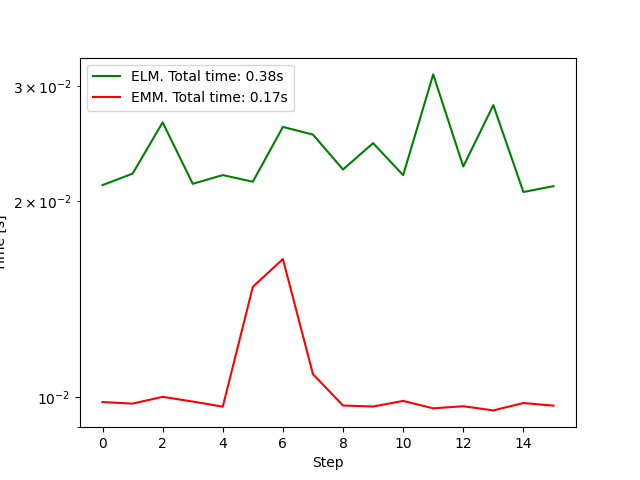 ELM. Total time: 0.38s
EMM. Total time: 0.17s
3 × 10⁻²
2 × 10⁻²
10⁻²
[s]
0 2 4 6 8 10 12 14
Step